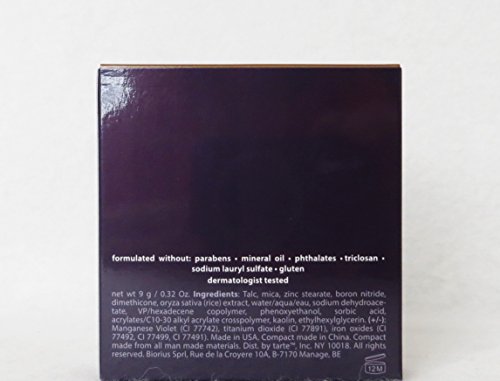 formulated without: parabens • mineral oil • phthalates • triclosan •
sodium lauryl sulfate • gluten
dermatologist tested
net wt 9 g / 0.32 Oz. Ingredients: Talc, mica, zinc stearate, boron nitride,
dimethicone, oryza sativa (rice) extract, water/aqua/eau, sodium dehydroace-
tate, VP/hexadecene copolymer, phenoxyethanol, sorbic acid,
acrylates/C10-30 alkyl acrylate crosspolymer, kaolin, ethylhexylglycerin. (+/-):
Manganese Violet (CI 77742), titanium dioxide (CI 77891), iron oxides (CI
77492, CI 77499, CI 77491). Made in USA. Compact made in China. Compact
made from all man made materials. Dist. by tarte™, Inc. NY 10018. All rights
reserved. Biorius Sprl, Rue de la Croyere 10A, B-7170 Manage, BE
12M